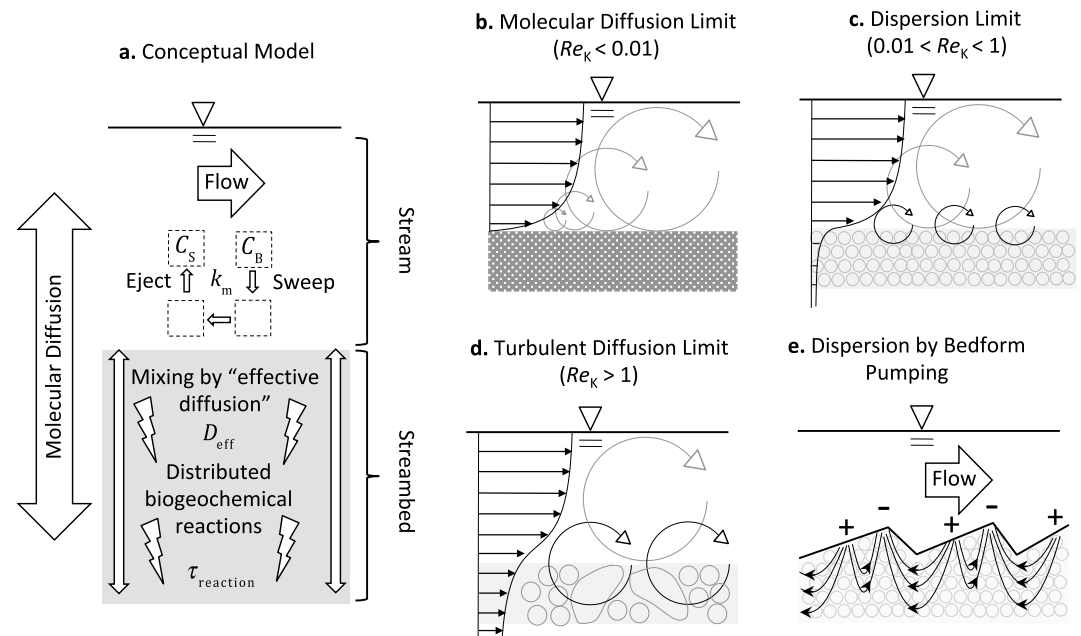 a. Conceptual Model
Flow
C_S
C_B
Eject
k_m
Sweep
Stream
Molecular Diffusion
Mixing by “effective
diffusion”
D_eff
Distributed
biogeochemical
reactions
τ_reaction
Streambed
b. Molecular Diffusion Limit
(Re_K < 0.01)
c. Dispersion Limit
(0.01 < Re_K < 1)
d. Turbulent Diffusion Limit
(Re_K > 1)
e. Dispersion by Bedform
Pumping
Flow
+ - + - +